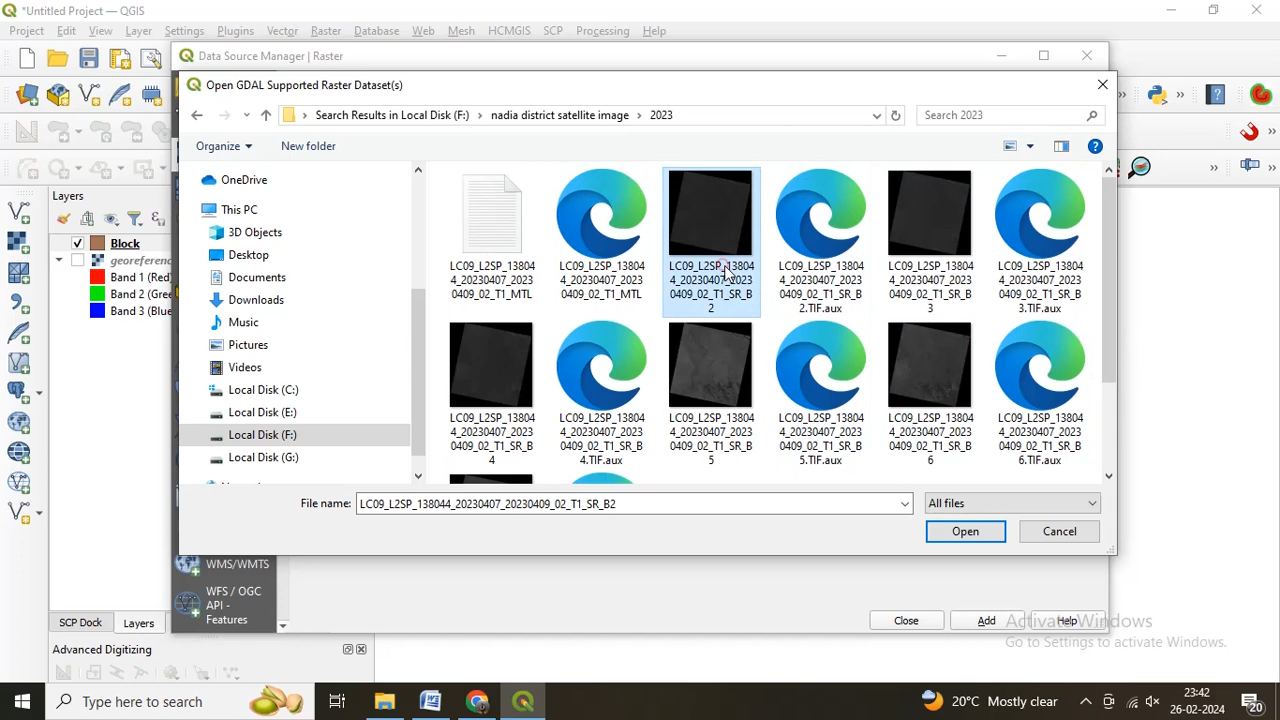 *Untitled Project — QGIS
Project Edit View Layer Settings Plugins Vector Raster Database Web Mesh HCMGIS SCP Processing Help
Data Source Manager | Raster
Open GDAL Supported Raster Dataset(s)
Search Results in Local Disk (F:) nadia district satellite image 2023
Search 2023
Organize New folder
Layers
Block
Band 1 (Red
Band 2 (Gree
Band 3 (Blue
OneDrive
This PC
3D Objects
Desktop
Documents
Downloads
Music
Pictures
Videos
Local Disk (C:)
Local Disk (E:)
Local Disk (F:)
Local Disk (G:)
LC09_L2SP_13804
4_20230407_2023
0409_02_T1_MTL
LC09_L2SP_13804
4_20230407_2023
0409_02_T1_MTL
LC09_L2SP_13804
4_20230407_2023
0409_02_T1_SR_B
2
LC09_L2SP_13804
4_20230407_2023
0409_02_T1_SR_B
2.TIF.aux
LC09_L2SP_13804
4_20230407_2023
0409_02_T1_SR_B
3
LC09_L2SP_13804
4_20230407_2023
0409_02_T1_SR_B
3.TIF.aux
LC09_L2SP_13804
4_20230407_2023
0409_02_T1_SR_B
4
LC09_L2SP_13804
4_20230407_2023
0409_02_T1_SR_B
4.TIF.aux
LC09_L2SP_13804
4_20230407_2023
0409_02_T1_SR_B
5
LC09_L2SP_13804
4_20230407_2023
0409_02_T1_SR_B
5.TIF.aux
LC09_L2SP_13804
4_20230407_2023
0409_02_T1_SR_B
6
LC09_L2SP_13804
4_20230407_2023
0409_02_T1_SR_B
6.TIF.aux
File name: LC09_L2SP_138044_20230407_20230409_02_T1_SR_B2
All files
Open Cancel
WMS/WMTS
WFS / OGC
API -
Features
Close Add Help
Activate Windows
Go to Settings to activate Windows.
SCP Dock Layers
Advanced Digitizing
Type here to search
20°C Mostly clear
23:42
26-02-2024
20